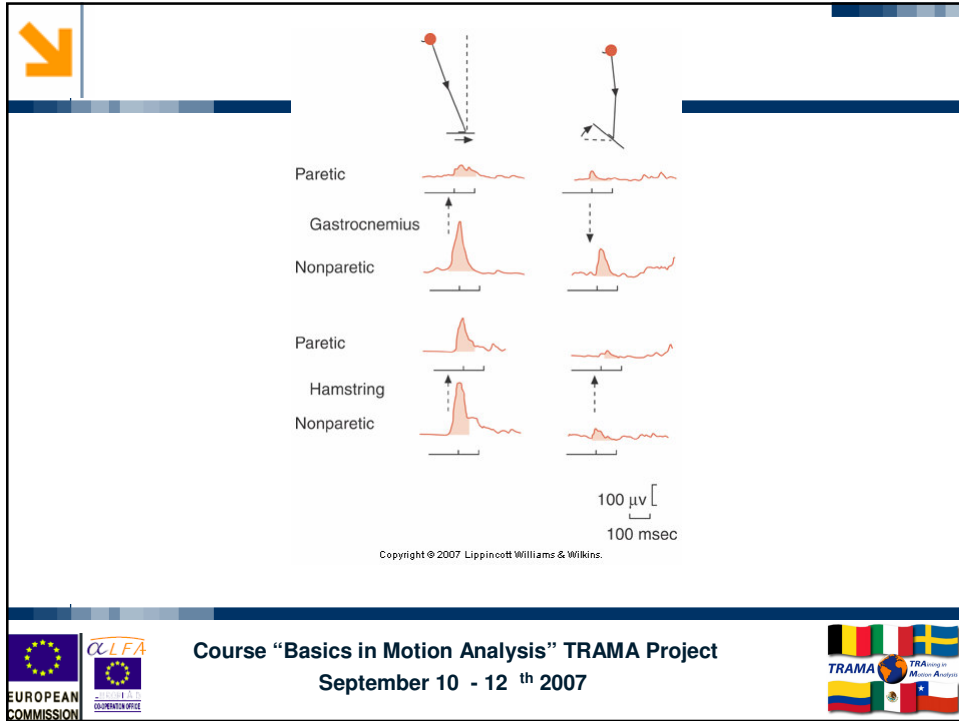 Paretic
Gastrocnemius
Nonparetic
Paretic
Hamstring
Nonparetic
100 μv
100 msec
Copyright © 2007 Lippincott Williams & Wilkins.
EUROPEAN
COMMISSION
αLFA
CO-OPERATION OFFICE
Course “Basics in Motion Analysis” TRAMA Project
September 10 - 12 th 2007
TRAMA
TRAining in
Motion Analysis